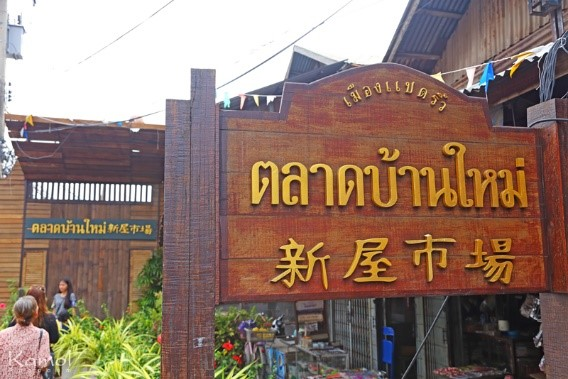 เมืองแปดริ้ว
ตลาดบ้านใหม่
新屋市場
ตลาดบ้านใหม่ 新屋市場
Kamol